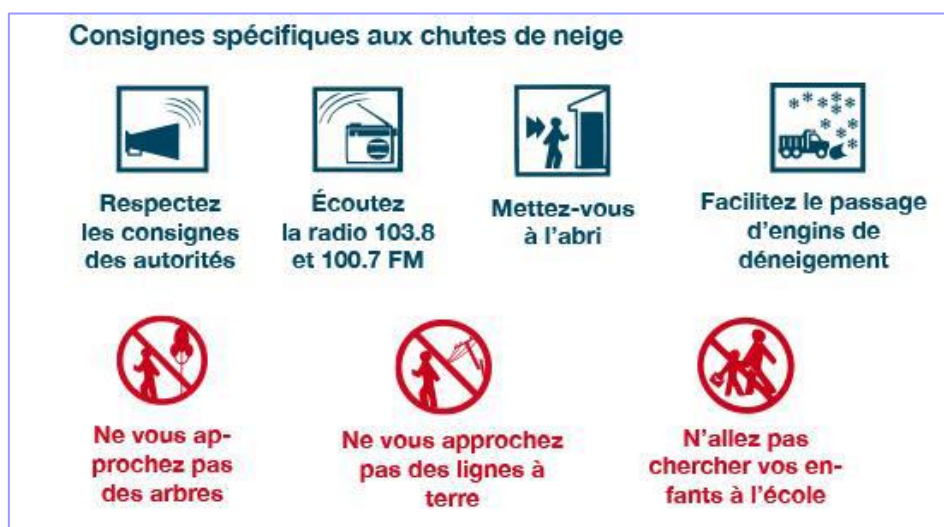 Consignes spécifiques aux chutes de neige
Respectez
les consignes
des autorités
Écoutez
la radio 103.8
et 100.7 FM
Mettez-vous
à l'abri
Facilitez le passage
d'engins de
déneigement
Ne vous ap-
prochez pas
des arbres
Ne vous approchez
pas des lignes à
terre
N'allez pas
chercher vos en-
fants à l'école